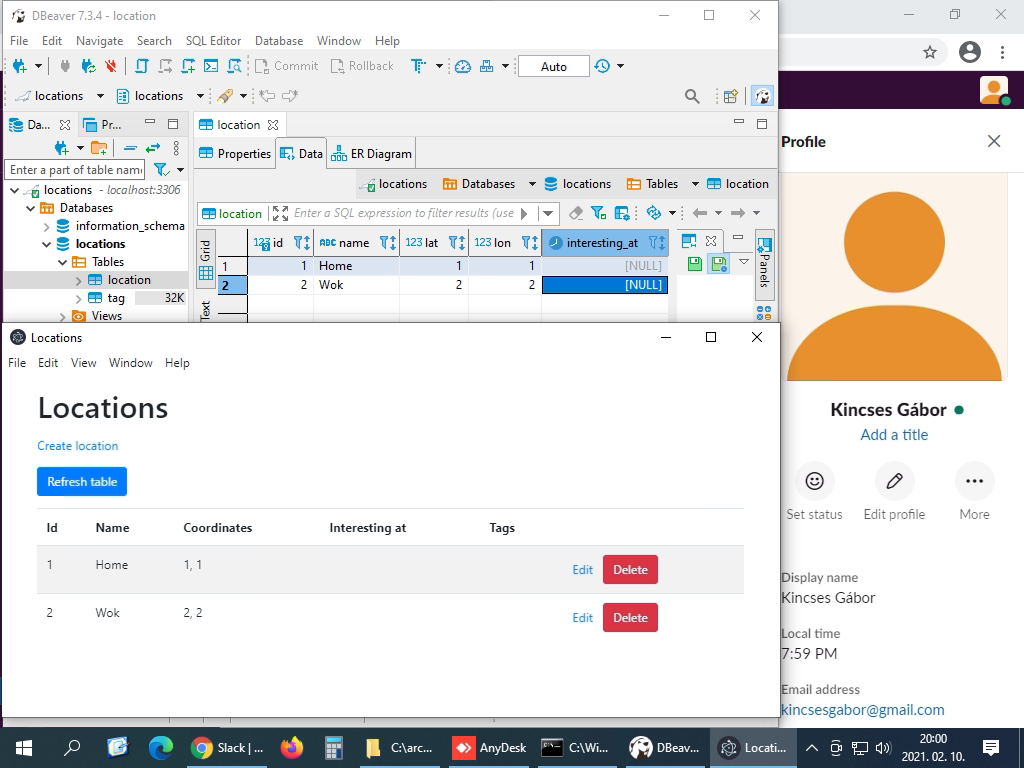 DBeaver 7.3.4 - location
File Edit Navigate Search SQL Editor Database Window Help
Commit Rollback Auto
locations locations
Da... Pr...
location
Properties Data ER Diagram
Enter a part of table name
locations - localhost:3306
Databases
information_schema
locations
Tables
location
tag 32K
Views
locations Databases locations Tables location
location Enter a SQL expression to filter results (use
Grid
Text
123 id ABC name 123 lat 123 lon interesting_at
1 1 Home 1 1 [NULL]
2 2 Wok 2 2 [NULL]
Panels
Locations
File Edit View Window Help
Locations
Create location
Refresh table
Id Name Coordinates Interesting at Tags
1 Home 1, 1 Edit Delete
2 Wok 2, 2 Edit Delete
Profile
Kincses Gábor
Add a title
Set status Edit profile More
Display name
Kincses Gábor
Local time
7:59 PM
Email address
kincsesgabor@gmail.com
Slack | ... C:\arc... AnyDesk C:\Wi... DBeav... Locati...
20:00
2021. 02. 10.